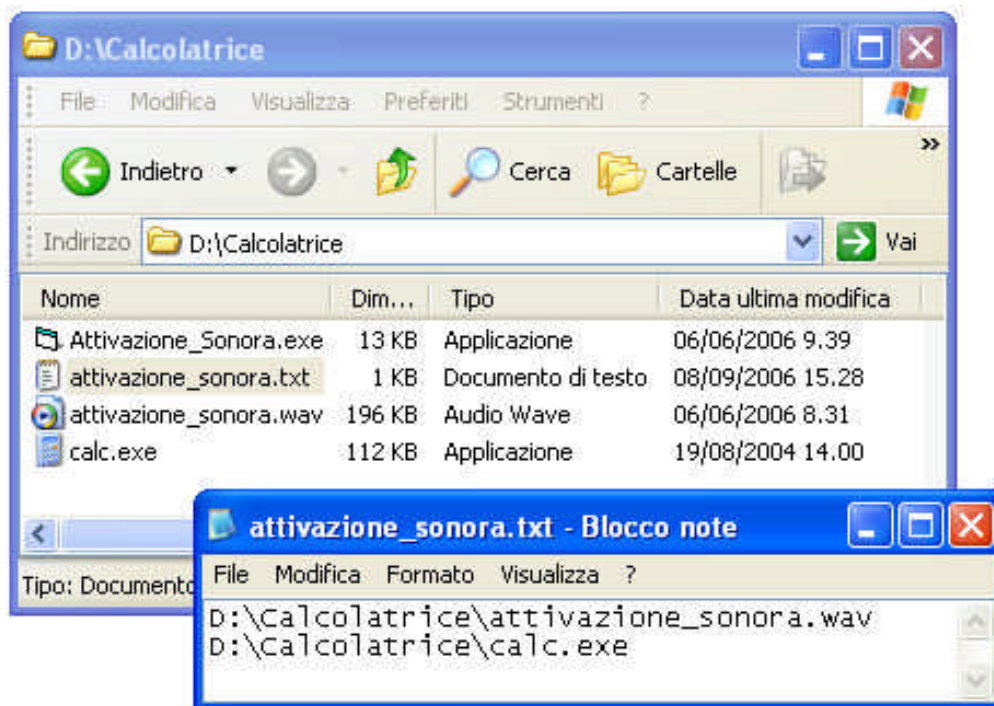 D:\Calcolatrice
File Modifica Visualizza Preferiti Strumenti ?
Indietro Cerca Cartelle »
Indirizzo D:\Calcolatrice Vai
Nome Dim... Tipo Data ultima modifica
Attivazione_Sonora.exe 13 KB Applicazione 06/06/2006 9.39
attivazione_sonora.txt 1 KB Documento di testo 08/09/2006 15.28
attivazione_sonora.wav 196 KB Audio Wave 06/06/2006 8.31
calc.exe 112 KB Applicazione 19/08/2004 14.00
Tipo: Documento
attivazione_sonora.txt - Blocco note
File Modifica Formato Visualizza ?
D:\Calcolatrice\attivazione_sonora.wav
D:\Calcolatrice\calc.exe